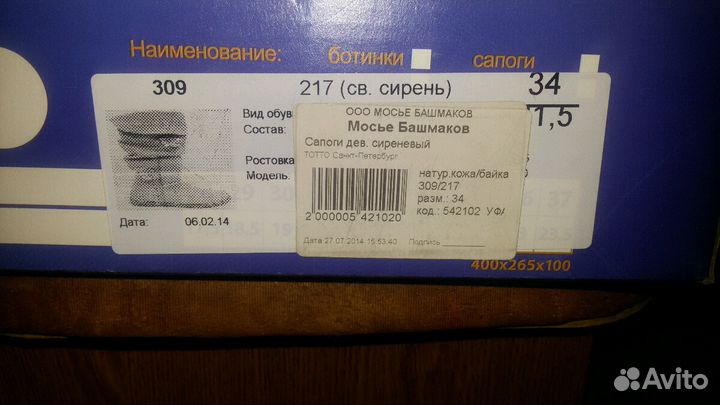 Наименование: ботинки сапоги
309 217 (св. сирень) 34
1,5
Вид обув
Состав:
Ростовка
Модель:
Дата: 06.02.14
ООО МОСЬЕ БАШМАКОВ
Мосье Башмаков
Сапоги дев. сиреневый
ТОТТО Санкт-Петербург
натур.кожа/байка
309/217
разм.: 34
код.: 542102 УФА
2 000005 421020
Дата 27.07.2014 15:53:40 Подпись
37
400x265x100
Avito